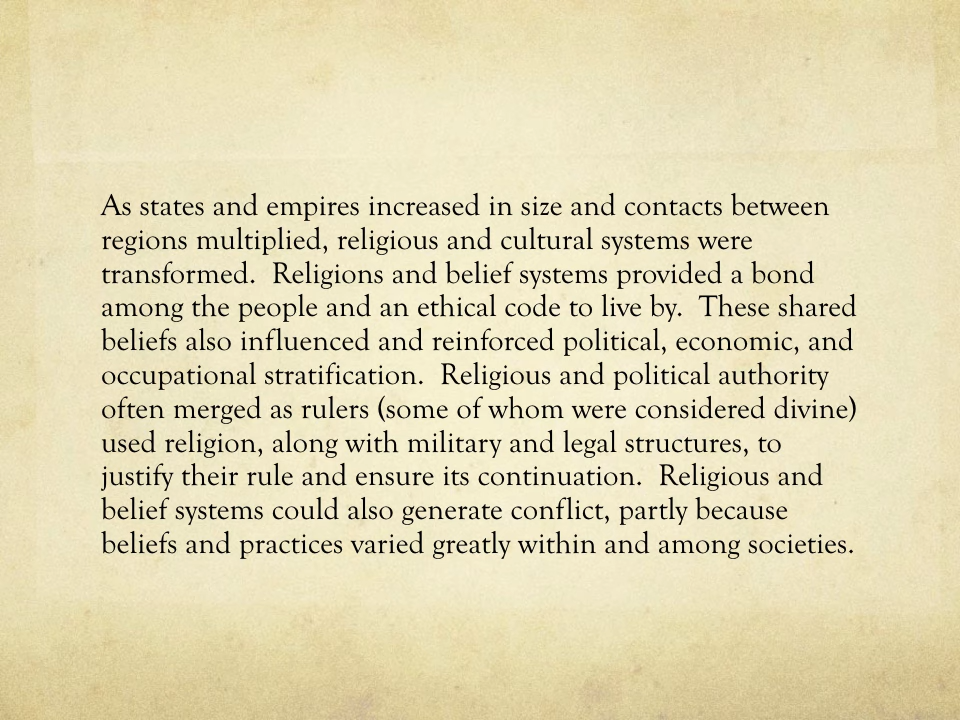 As states and empires increased in size and contacts between
regions multiplied, religious and cultural systems were
transformed.  Religions and belief systems provided a bond
among the people and an ethical code to live by.  These shared
beliefs also influenced and reinforced political, economic, and
occupational stratification.  Religious and political authority
often merged as rulers (some of whom were considered divine)
used religion, along with military and legal structures, to
justify their rule and ensure its continuation.  Religious and
belief systems could also generate conflict, partly because
beliefs and practices varied greatly within and among societies.